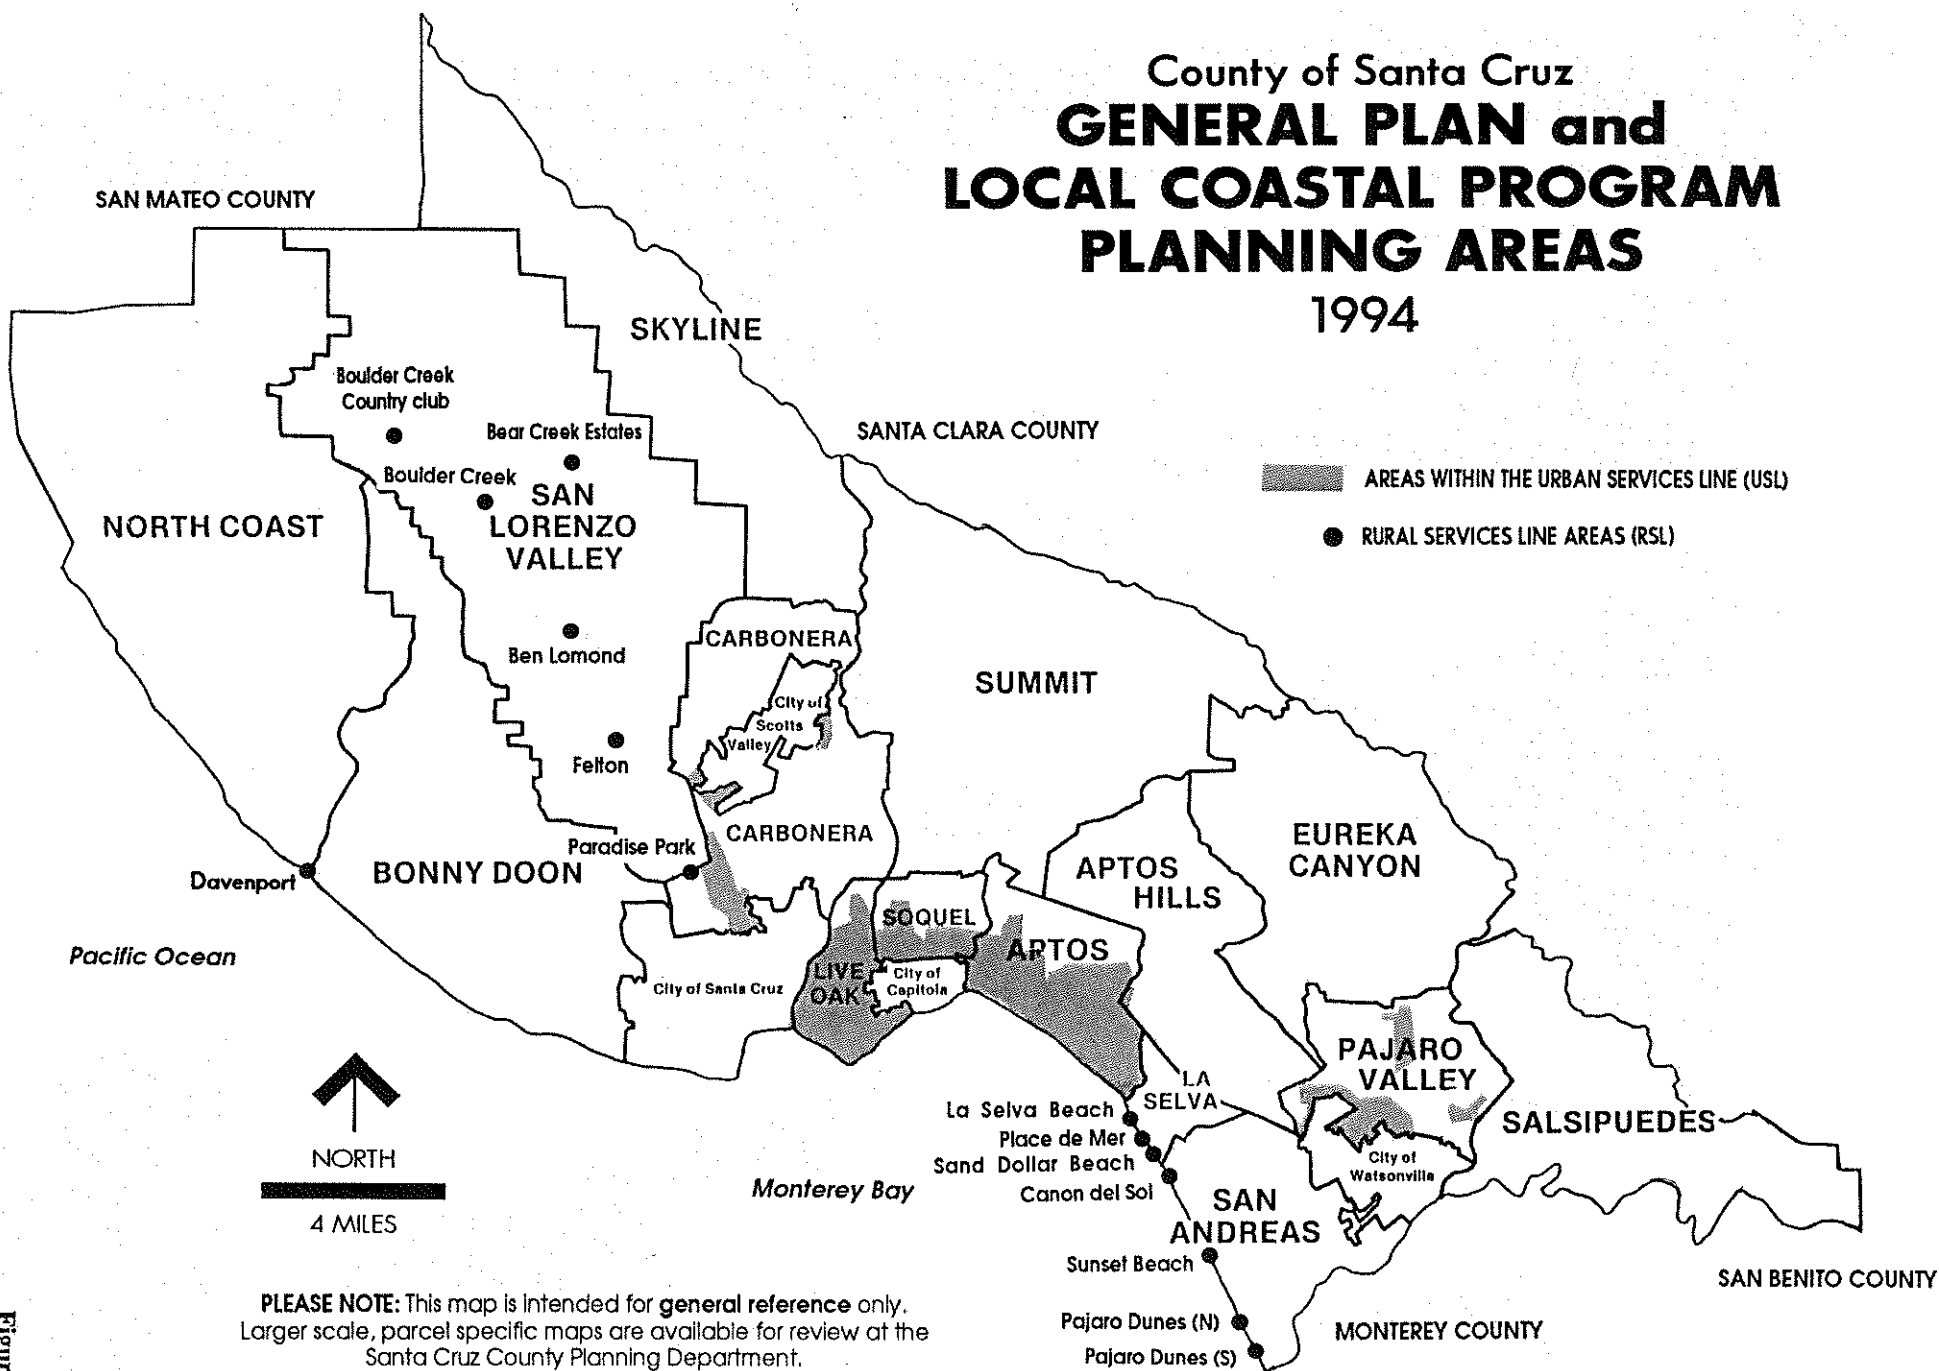 County of Santa Cruz
GENERAL PLAN and
LOCAL COASTAL PROGRAM
PLANNING AREAS
1994
SAN MATEO COUNTY
SKYLINE
Boulder Creek
Country club
Bear Creek Estates
SANTA CLARA COUNTY
Boulder Creek
AREAS WITHIN THE URBAN SERVICES LINE (USL)
RURAL SERVICES LINE AREAS (RSL)
NORTH COAST
SAN
LORENZO
VALLEY
Ben Lomond
CARBONERA
SUMMIT
City of
Scotts
Valley
Felton
CARBONERA
EUREKA
CANYON
Paradise Park
BONNY DOON
Davenport
APTOS
HILLS
SOQUEL
APTOS
Pacific Ocean
City of Santa Cruz
LIVE
OAK
City of
Capitola
PAJARO
VALLEY
LA
SELVA
SALSIPUEDES
La Selva Beach
Place de Mer
Sand Dollar Beach
Canon del Sol
City of
Watsonville
NORTH
4 MILES
Monterey Bay
SAN
ANDREAS
Sunset Beach
SAN BENITO COUNTY
Pajaro Dunes (N)
MONTEREY COUNTY
Pajaro Dunes (S)
PLEASE NOTE: This map is intended for general reference only.
Larger scale, parcel specific maps are available for review at the
Santa Cruz County Planning Department.